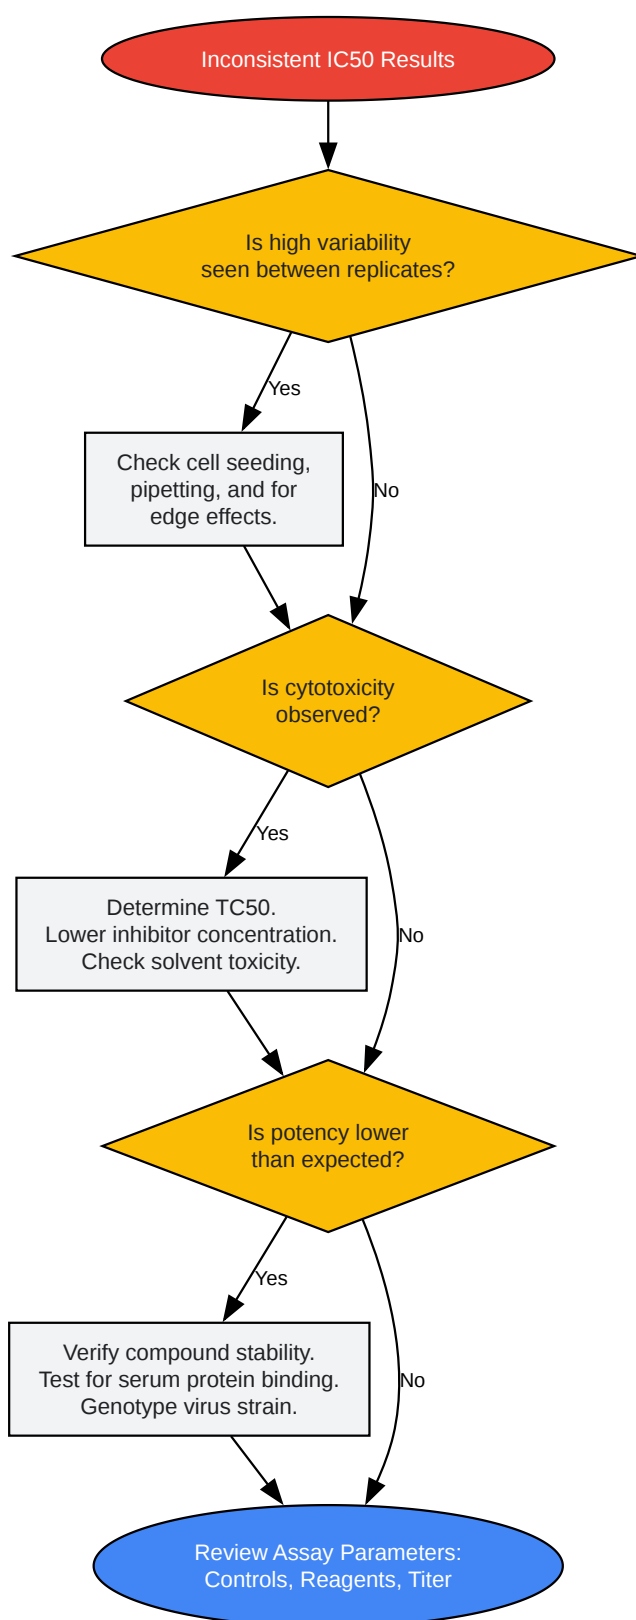 Inconsistent IC50 Results
Is high variability
seen between replicates?
Yes
Check cell seeding,
pipetting, and for
edge effects.
No
Is cytotoxicity
observed?
Yes
Determine TC50.
Lower inhibitor concentration.
Check solvent toxicity.
No
Is potency lower
than expected?
Yes
Verify compound stability.
Test for serum protein binding.
Genotype virus strain.
No
Review Assay Parameters:
Controls, Reagents, Titer